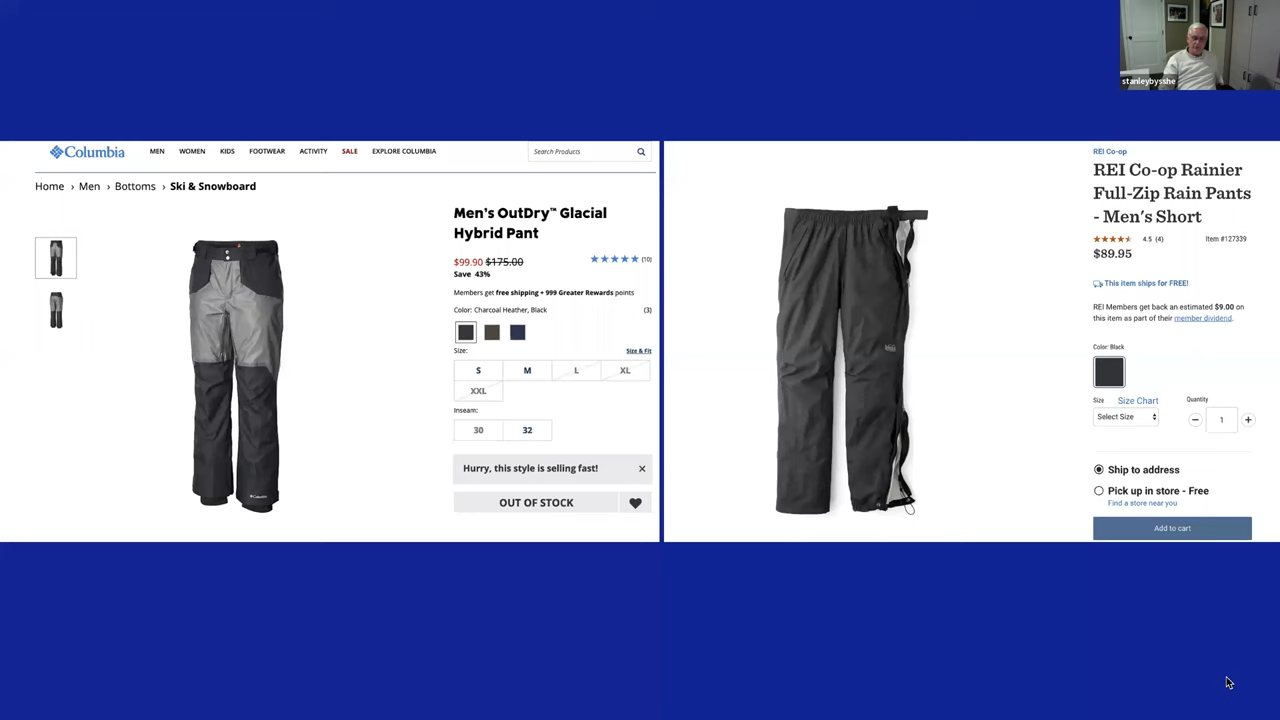 stanleybysshe
Columbia
MEN WOMEN KIDS FOOTWEAR ACTIVITY SALE EXPLORE COLUMBIA
Search Products
Home › Men › Bottoms › Ski & Snowboard
Men's OutDry™ Glacial
Hybrid Pant
$99.90 $175.00
(10)
Save 43%
Members get free shipping + 999 Greater Rewards points
Color: Charcoal Heather, Black (3)
Size: Size & Fit
S M L XL
XXL
Inseam:
30 32
Hurry, this style is selling fast! ×
OUT OF STOCK
Columbia
REI Co-op
REI Co-op Rainier
Full-Zip Rain Pants
- Men's Short
4.5 (4) Item #127339
$89.95
This item ships for FREE!
REI Members get back an estimated $9.00 on
this item as part of their member dividend.
Color: Black
Size Size Chart Quantity
Select Size − 1 +
Ship to address
Pick up in store - Free
Find a store near you
Add to cart
REI